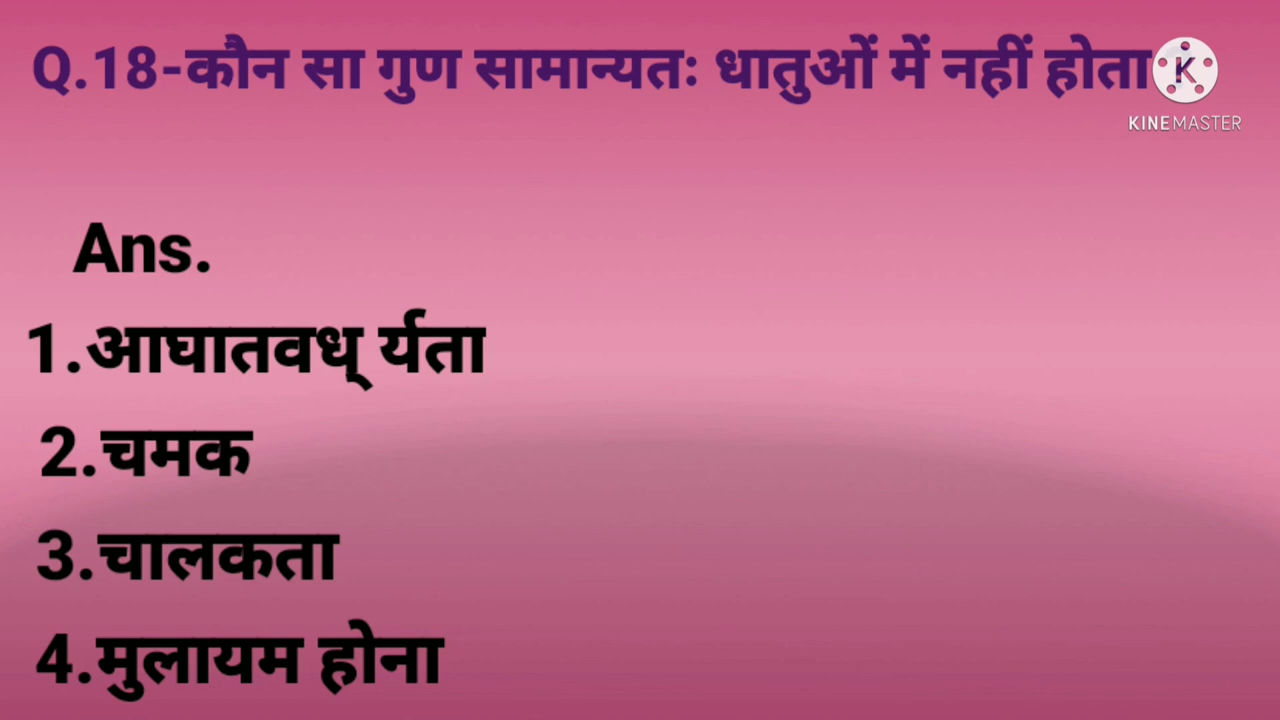 Q.18-कौन सा गुण सामान्यतः धातुओं में नहीं होता
KINEMASTER
Ans.
1.आघातवध् र्यता
2.चमक
3.चालकता
4.मुलायम होना